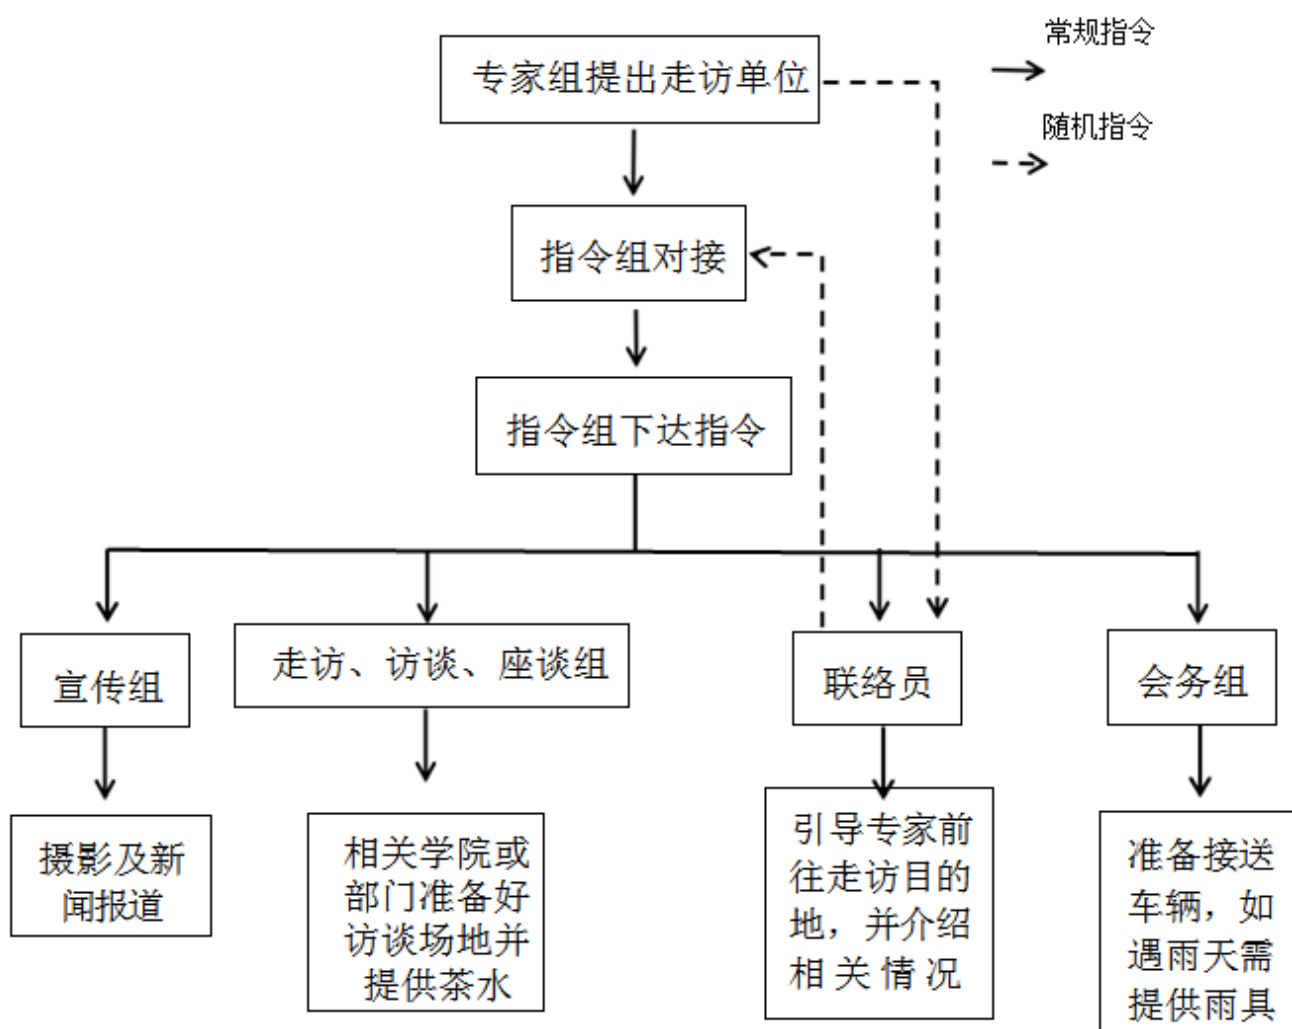 常规指令
专家组提出走访单位
随机指令
指令组对接
指令组下达指令
宣传组
走访、访谈、座谈组
联络员
会务组
摄影及新
闻报道
相关学院或
部门准备好
访谈场地并
提供茶水
引导专家前
往走访目的
地，并介绍
相关情况
准备接送
车辆，如
遇雨天需
提供雨具